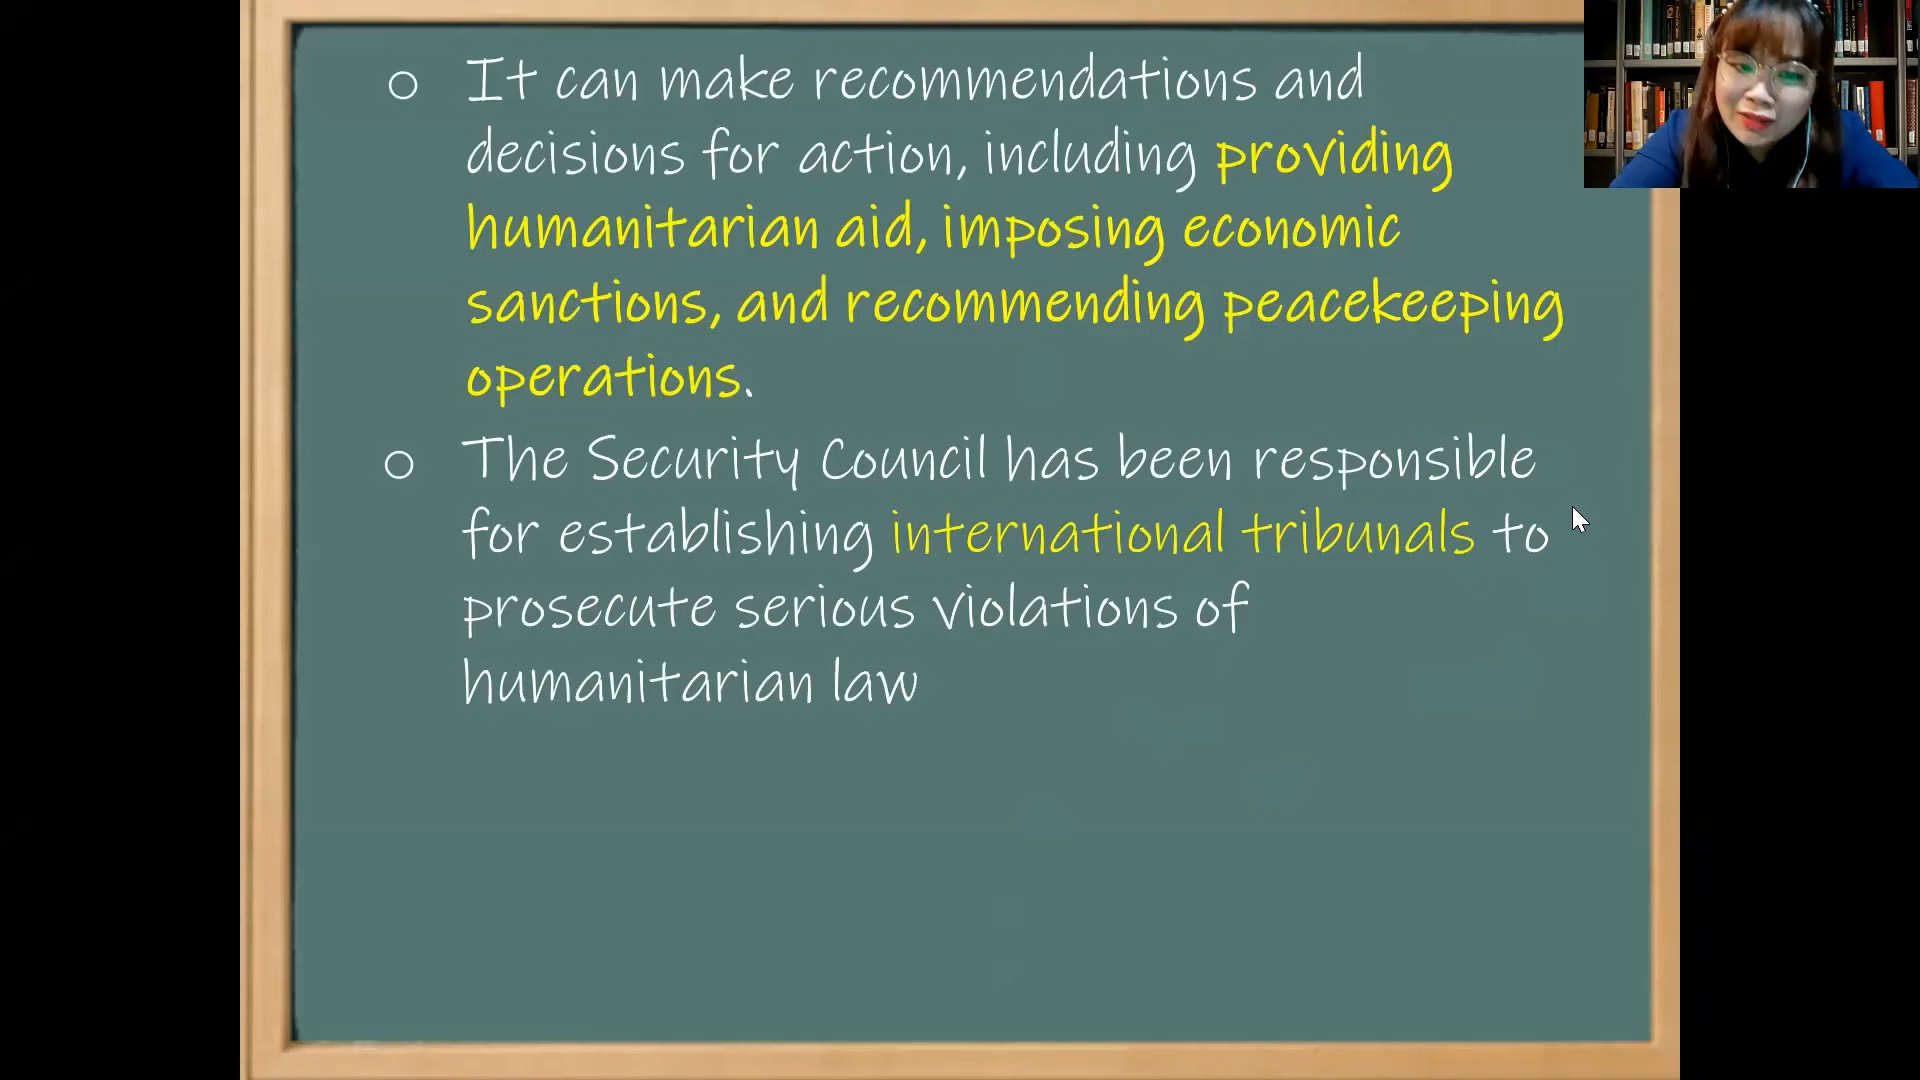 It can make recommendations and
decisions for action, including providing
humanitarian aid, imposing economic
sanctions, and recommending peacekeeping
operations.
The Security Council has been responsible
for establishing international tribunals to
prosecute serious violations of
humanitarian law